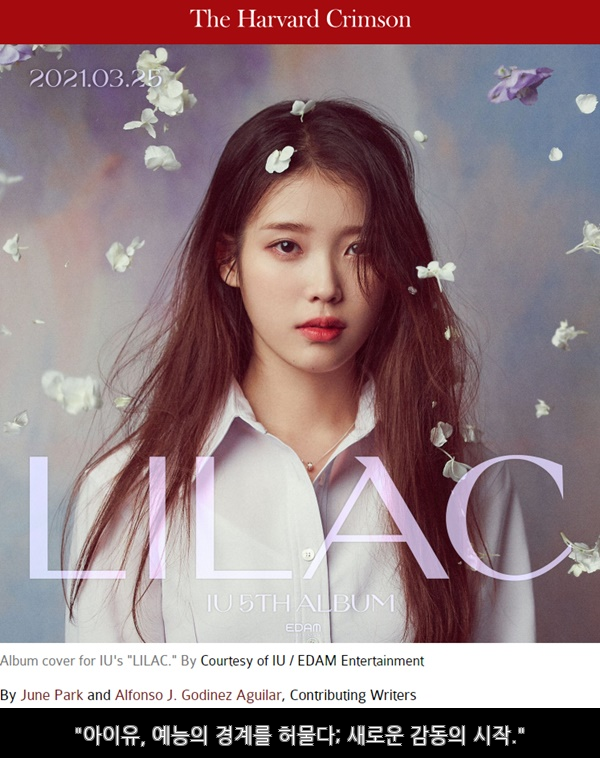 The Harvard Crimson
2021.03.25
LILAC
IU 5TH ALBUM
EDAM
Album cover for IU's "LILAC." By Courtesy of IU / EDAM Entertainment
By June Park and Alfonso J. Godinez Aguilar, Contributing Writers
"아이유, 예능의 경계를 허물다; 새로운 감동의 시작."